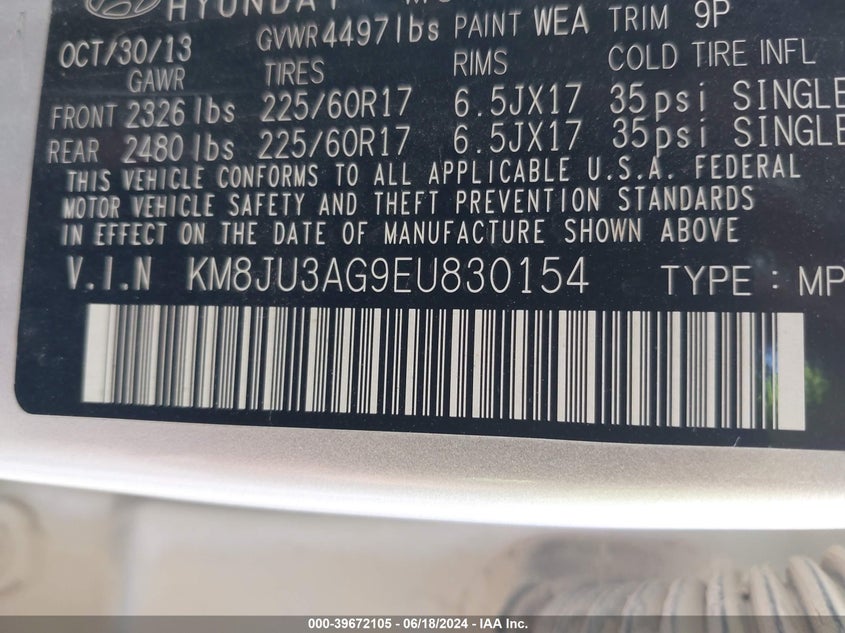 HYUNDAI
OCT/30/13 GVWR 4497lbs PAINT WEA TRIM 9P
GAWR TIRES RIMS COLD TIRE INFL
FRONT 2326 lbs 225/60R17 6.5JX17 35psi SINGLE
REAR 2480 lbs 225/60R17 6.5JX17 35psi SINGLE
THIS VEHICLE CONFORMS TO ALL APPLICABLE U.S.A. FEDERAL
MOTOR VEHICLE SAFETY AND THEFT PREVENTION STANDARDS
IN EFFECT ON THE DATE OF MANUFACTURE SHOWN ABOVE
V.I.N KM8JU3AG9EU830154 TYPE : MP
000-39672105 - 06/18/2024 - IAA Inc.